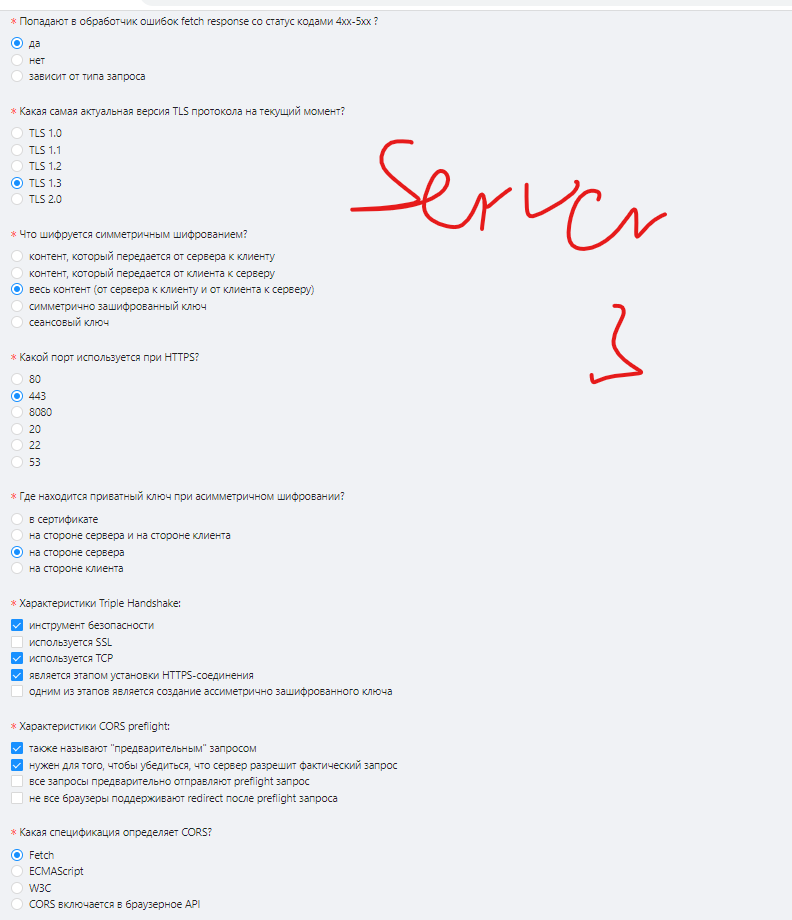 * Попадают в обработчик ошибок fetch response со статус кодами 4xx-5xx ?
да
нет
зависит от типа запроса
* Какая самая актуальная версия TLS протокола на текущий момент?
TLS 1.0
TLS 1.1
TLS 1.2
TLS 1.3
TLS 2.0
Server
3
* Что шифруется симметричным шифрованием?
контент, который передается от сервера к клиенту
контент, который передается от клиента к серверу
весь контент (от сервера к клиенту и от клиента к серверу)
симметрично зашифрованный ключ
сеансовый ключ
* Какой порт используется при HTTPS?
80
443
8080
20
22
53
* Где находится приватный ключ при асимметричном шифровании?
в сертификате
на стороне сервера и на стороне клиента
на стороне сервера
на стороне клиента
* Характеристики Triple Handshake:
инструмент безопасности
используется SSL
используется TCP
является этапом установки HTTPS-соединения
одним из этапов является создание ассиметрично зашифрованного ключа
* Характеристики CORS preflight:
также называют "предварительным" запросом
нужен для того, чтобы убедиться, что сервер разрешит фактический запрос
все запросы предварительно отправляют preflight запрос
не все браузеры поддерживают redirect после preflight запроса
* Какая спецификация определяет CORS?
Fetch
ECMAScript
W3C
CORS включается в браузерное API